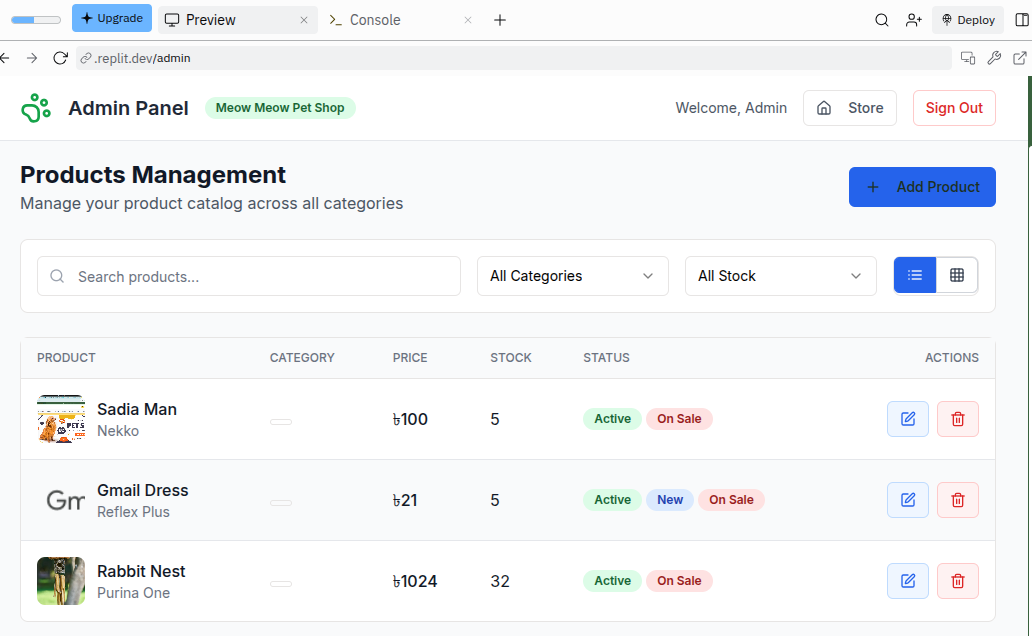 Upgrade
Preview
Console
Deploy
.replit.dev/admin
Admin Panel
Meow Meow Pet Shop
Welcome, Admin
Store
Sign Out
Products Management
Manage your product catalog across all categories
Add Product
Search products...
All Categories
All Stock
PRODUCT CATEGORY PRICE STOCK STATUS ACTIONS
PETS
Sadia Man
Nekko
৳100 5 Active On Sale
Gm
Gmail Dress
Reflex Plus
৳21 5 Active New On Sale
Rabbit Nest
Purina One
৳1024 32 Active On Sale